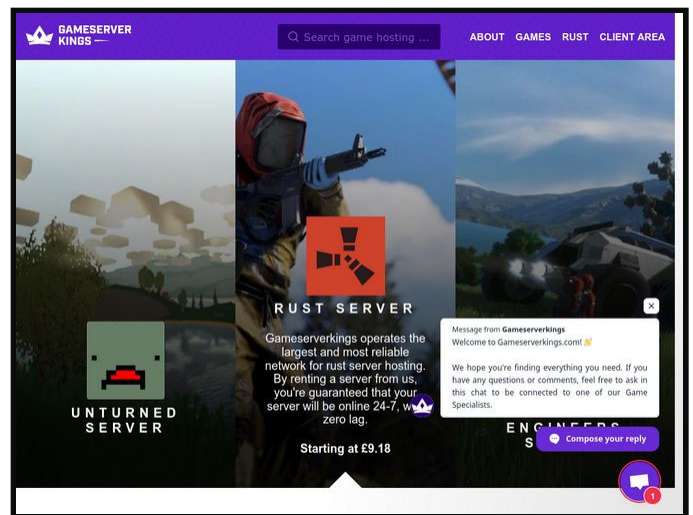 GAMESERVER
KINGS
Search game hosting ...
ABOUT GAMES RUST CLIENT AREA
UNTURNED
SERVER
RUST SERVER
Gameserverkings operates the
largest and most reliable
network for rust server hosting.
By renting a server from us,
you're guaranteed that your
server will be online 24-7,
zero lag.
Starting at £9.18
Message from Gameserverkings
Welcome to Gameserverkings.com! 👋
We hope you're finding everything you need. If you
have any questions or comments, feel free to ask in
this chat to be connected to one of our Game
Specialists.
ENGINEERS
Compose your reply
1